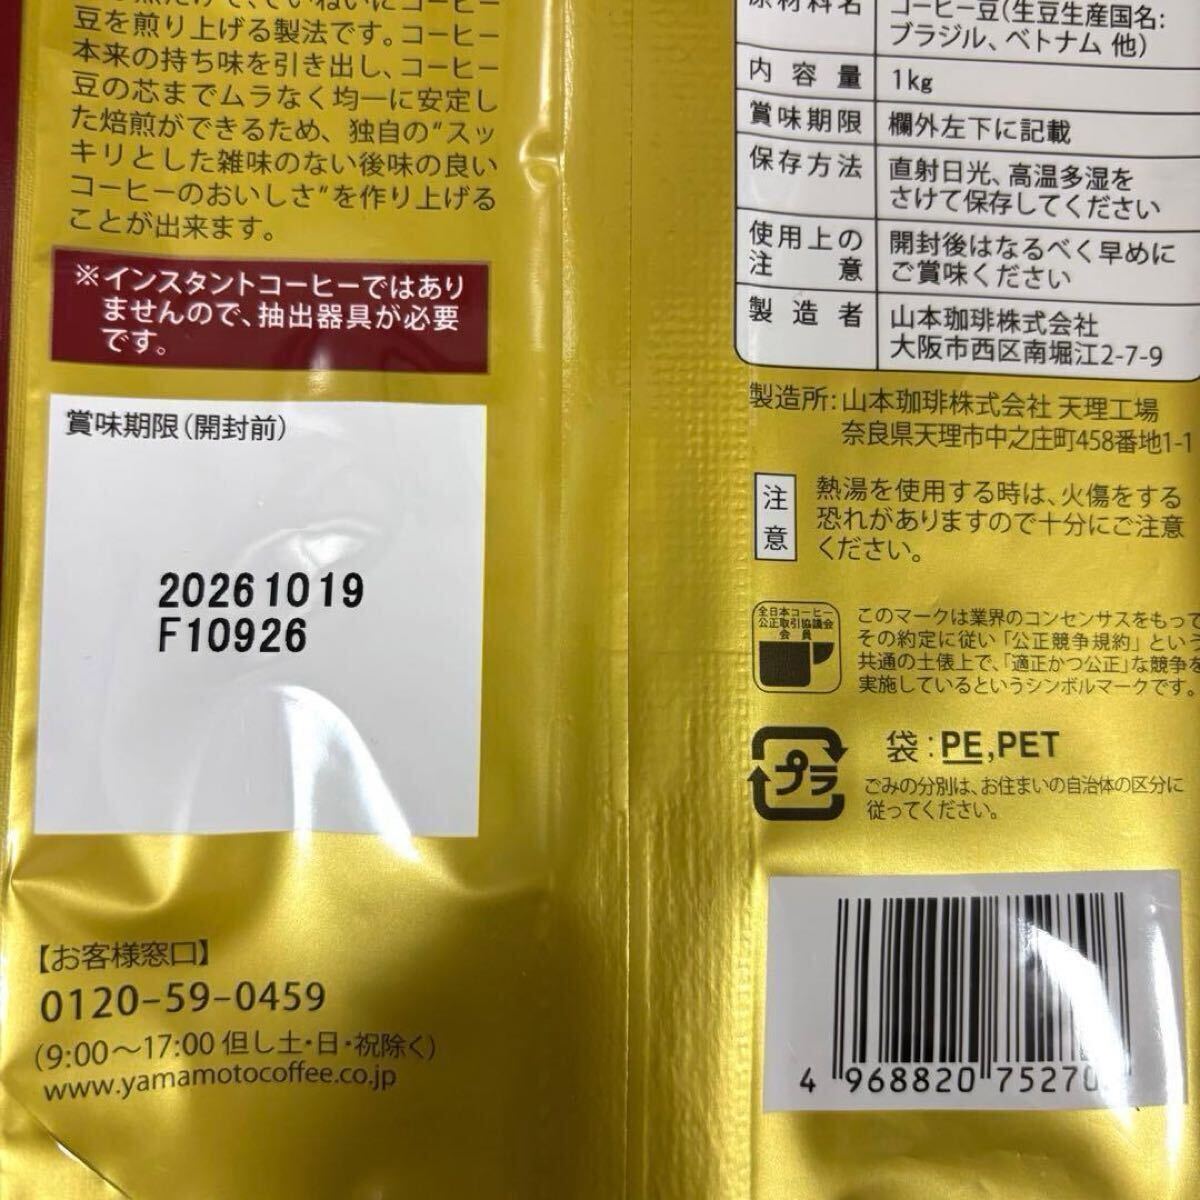 豆を煎り上げる製法です。コーヒー
本来の持ち味を引き出し、コーヒー
豆の芯までムラなく均一に安定し
た焙煎ができるため、独自の"スッ
キリとした雑味のない後味の良い
コーヒーのおいしさ"を作り上げる
ことが出来ます。
※インスタントコーヒーではあり
ませんので、抽出器具が必要
です。
賞味期限(開封前)
20261019
F10926
【お客様窓口】
0120-59-0459
(9:00〜17:00 但し土・日・祝除く)
www.yamamotocoffee.co.jp
原材料名 コーヒー豆(生豆生産国名:
ブラジル、ベトナム 他)
内容量 1kg
賞味期限 欄外左下に記載
保存方法 直射日光、高温多湿を
さけて保存してください
使用上の 開封後はなるべく早めに
注意 ご賞味ください
製造者 山本珈琲株式会社
大阪市西区南堀江2-7-9
製造所:山本珈琲株式会社 天理工場
奈良県天理市中之庄町458番地1-1
注意
熱湯を使用する時は、火傷をする
恐れがありますので十分にご注意
ください。
全日本コーヒー
公正取引協議会
会員
このマークは業界のコンセンサスをもって
その約定に従い「公正競争規約」という
共通の土俵上で、「適正かつ公正」な競争を
実施しているというシンボルマークです。
プラ
袋:PE,PET
ごみの分別は、お住まいの自治体の区分に
従ってください。
4 968820 75270